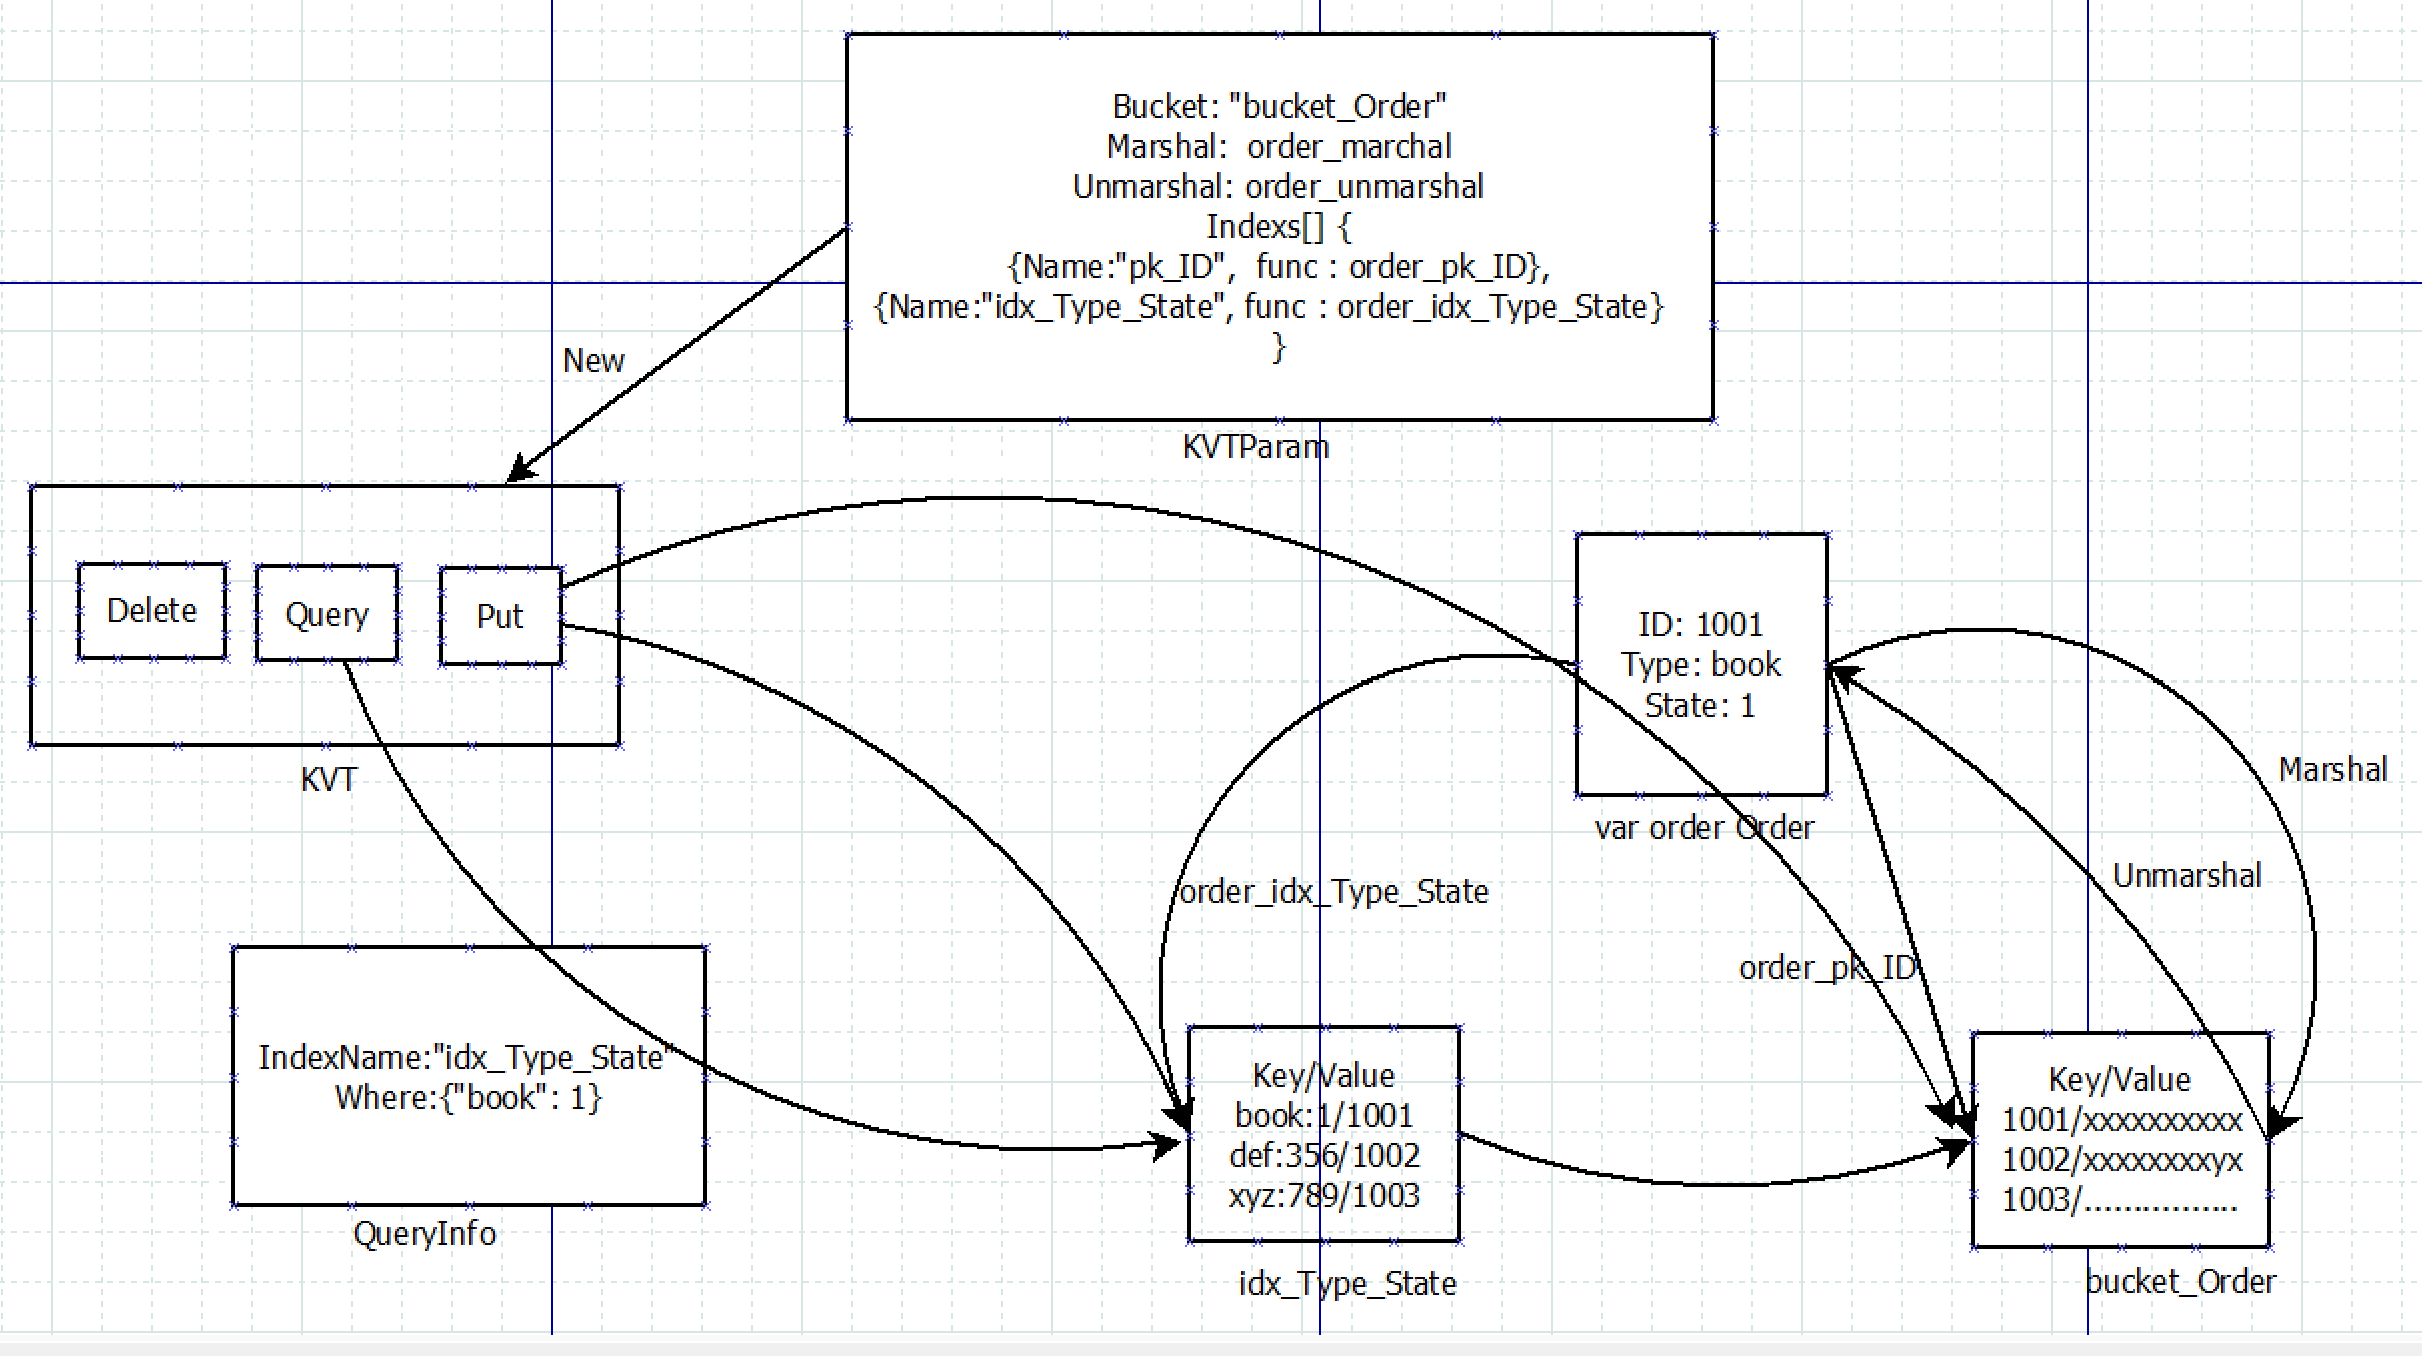 Bucket: "bucket_Order"
Marshal:  order_marchal
Unmarshal: order_unmarshal
Indexs[] {
{Name:"pk_ID",  func : order_pk_ID},
{Name:"idx_Type_State", func : order_idx_Type_State}
}
KVTParam
New
Delete
Query
Put
KVT
ID: 1001
Type: book
State: 1
var order Order
Marshal
Unmarshal
order_idx_Type_State
order_pk_ID
IndexName:"idx_Type_State"
Where:{"book": 1}
QueryInfo
Key/Value
book:1/1001
def:356/1002
xyz:789/1003
idx_Type_State
Key/Value
1001/xxxxxxxxxx
1002/xxxxxxxxyx
1003/................
bucket_Order